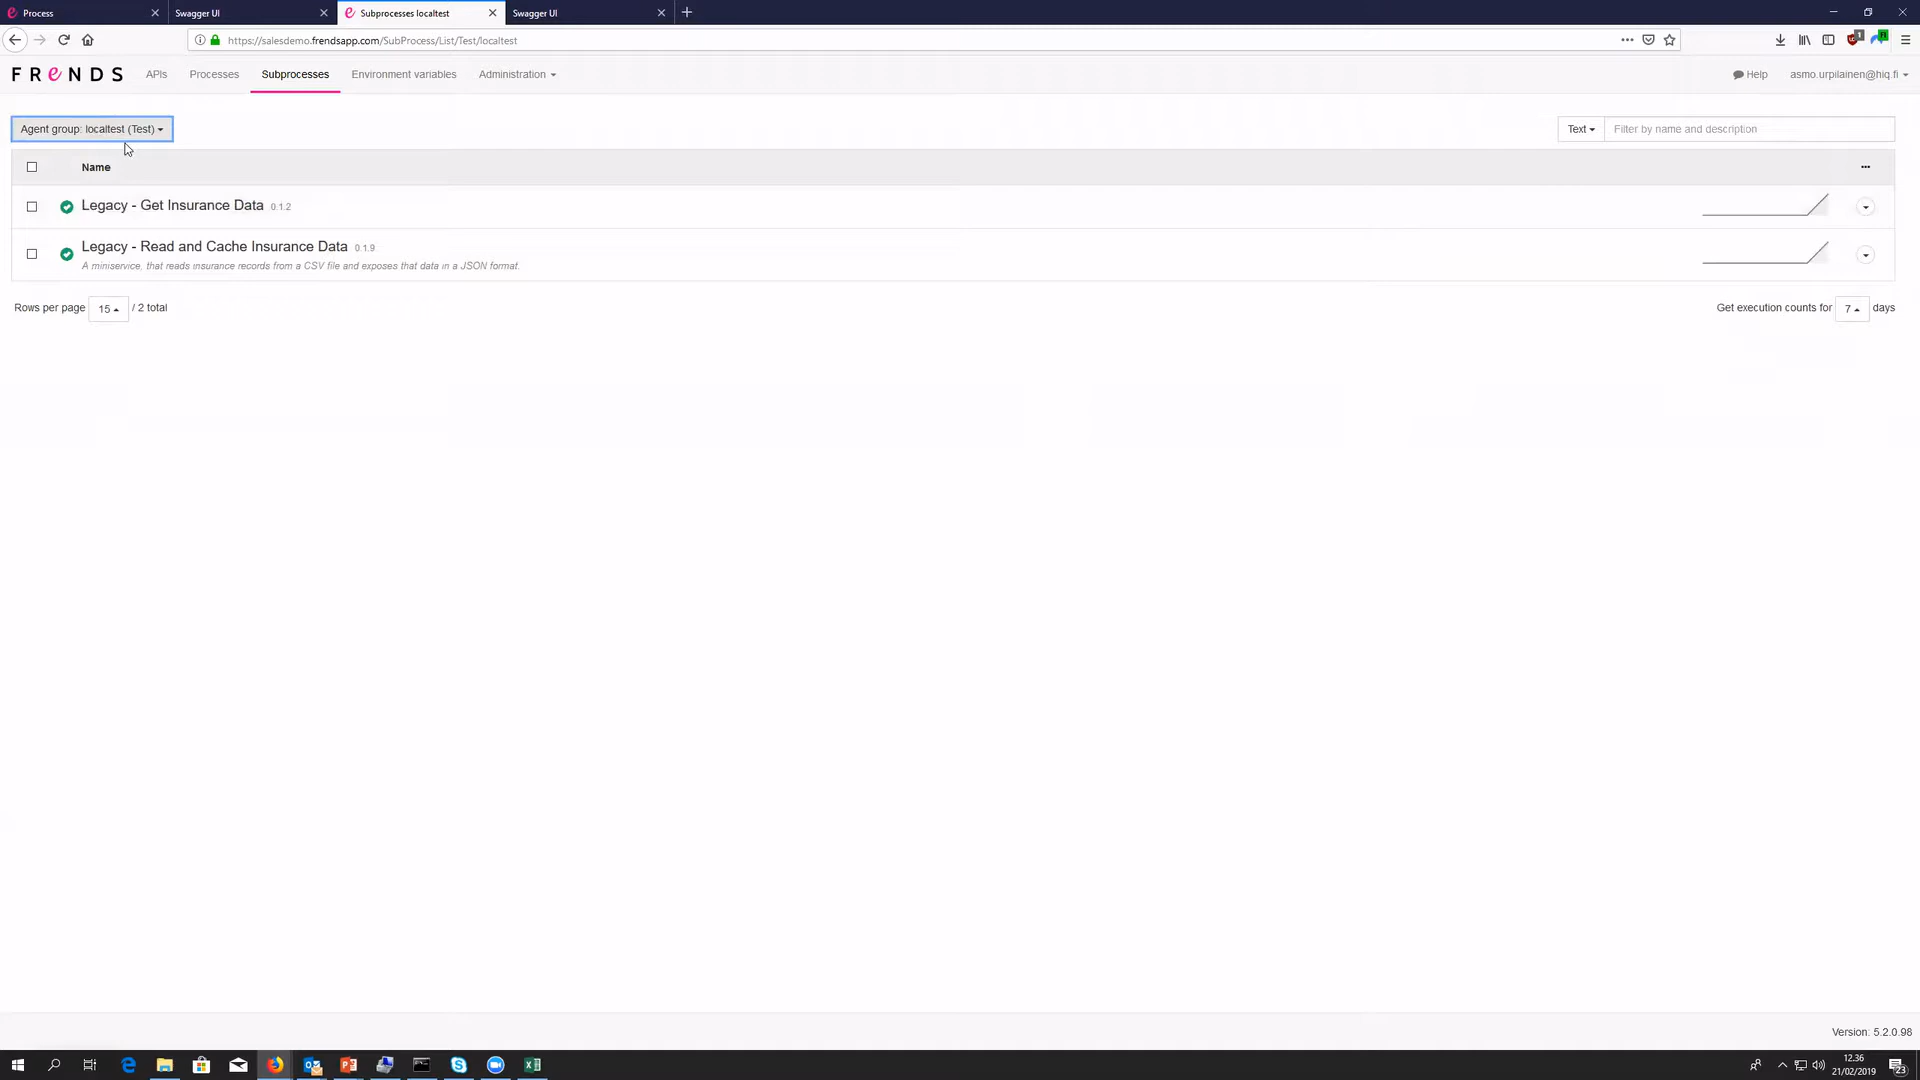 Process
Swagger UI
Subprocesses localtest
Swagger UI
https://salesdemo.frendsapp.com/SubProcess/List/Test/localtest
FReNDS
APIs
Processes
Subprocesses
Environment variables
Administration
Help
asmo.urpilainen@hiq.fi
Agent group: localtest (Test)
Text
Filter by name and description
Name
Legacy - Get Insurance Data 0.1.2
Legacy - Read and Cache Insurance Data 0.1.9
A miniservice, that reads insurance records from a CSV file and exposes that data in a JSON format.
Rows per page 15 / 2 total
Get execution counts for 7 days
Version: 5.2.0.98
12.36
21/02/2019
23